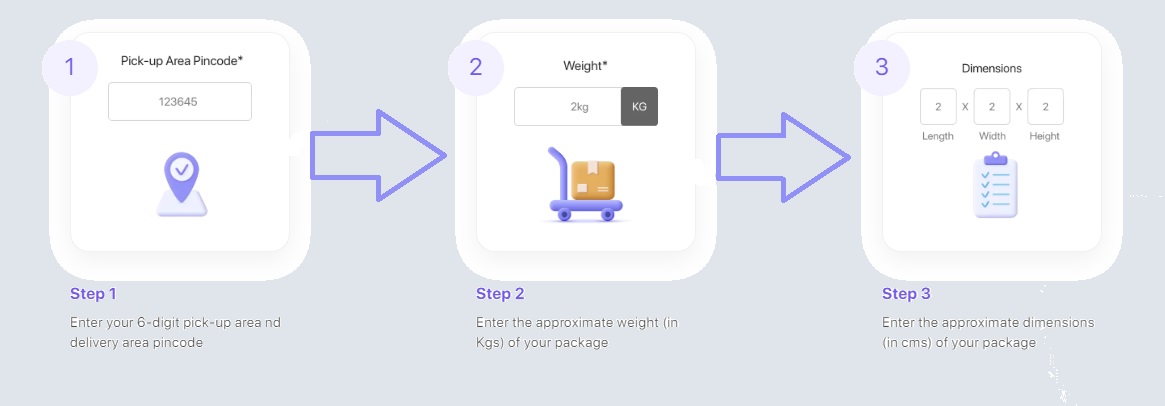 1
Pick-up Area Pincode*
123645
Step 1
Enter your 6-digit pick-up area nd
delivery area pincode
2
Weight*
2kg KG
Step 2
Enter the approximate weight (in
Kgs) of your package
3
Dimensions
2 X 2 X 2
Length Width Height
Step 3
Enter the approximate dimensions
(in cms) of your package